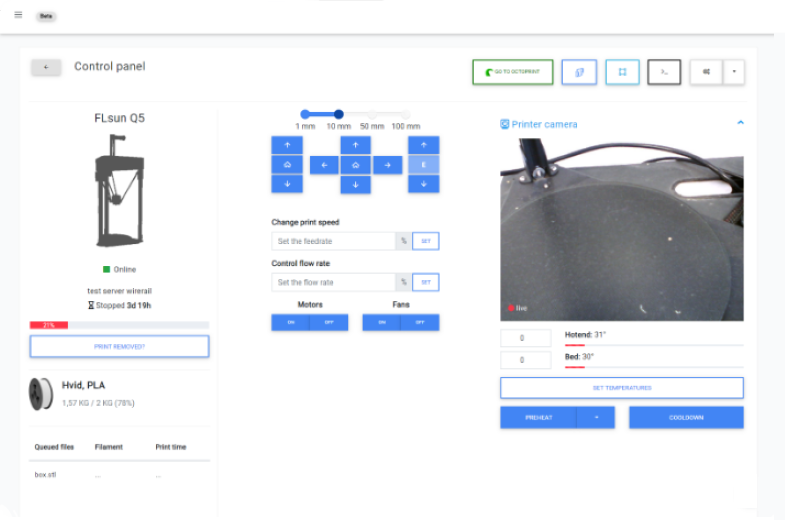 Beta
Control panel
GO TO OCTOPRINT
FLsun Q5
Online
test server wirerail
Stopped 3d 19h
21%
PRINT REMOVED?
Hvid, PLA
1,57 KG / 2 KG (78%)
Queued files Filament Print time
box.stl ... ...
1 mm 10 mm 50 mm 100 mm
E
Change print speed
Set the feedrate % SET
Control flow rate
Set the flow rate % SET
Motors Fans
ON OFF ON OFF
Printer camera
live
0 Hotend: 31°
0 Bed: 30°
SET TEMPERATURES
PREHEAT COOLDOWN